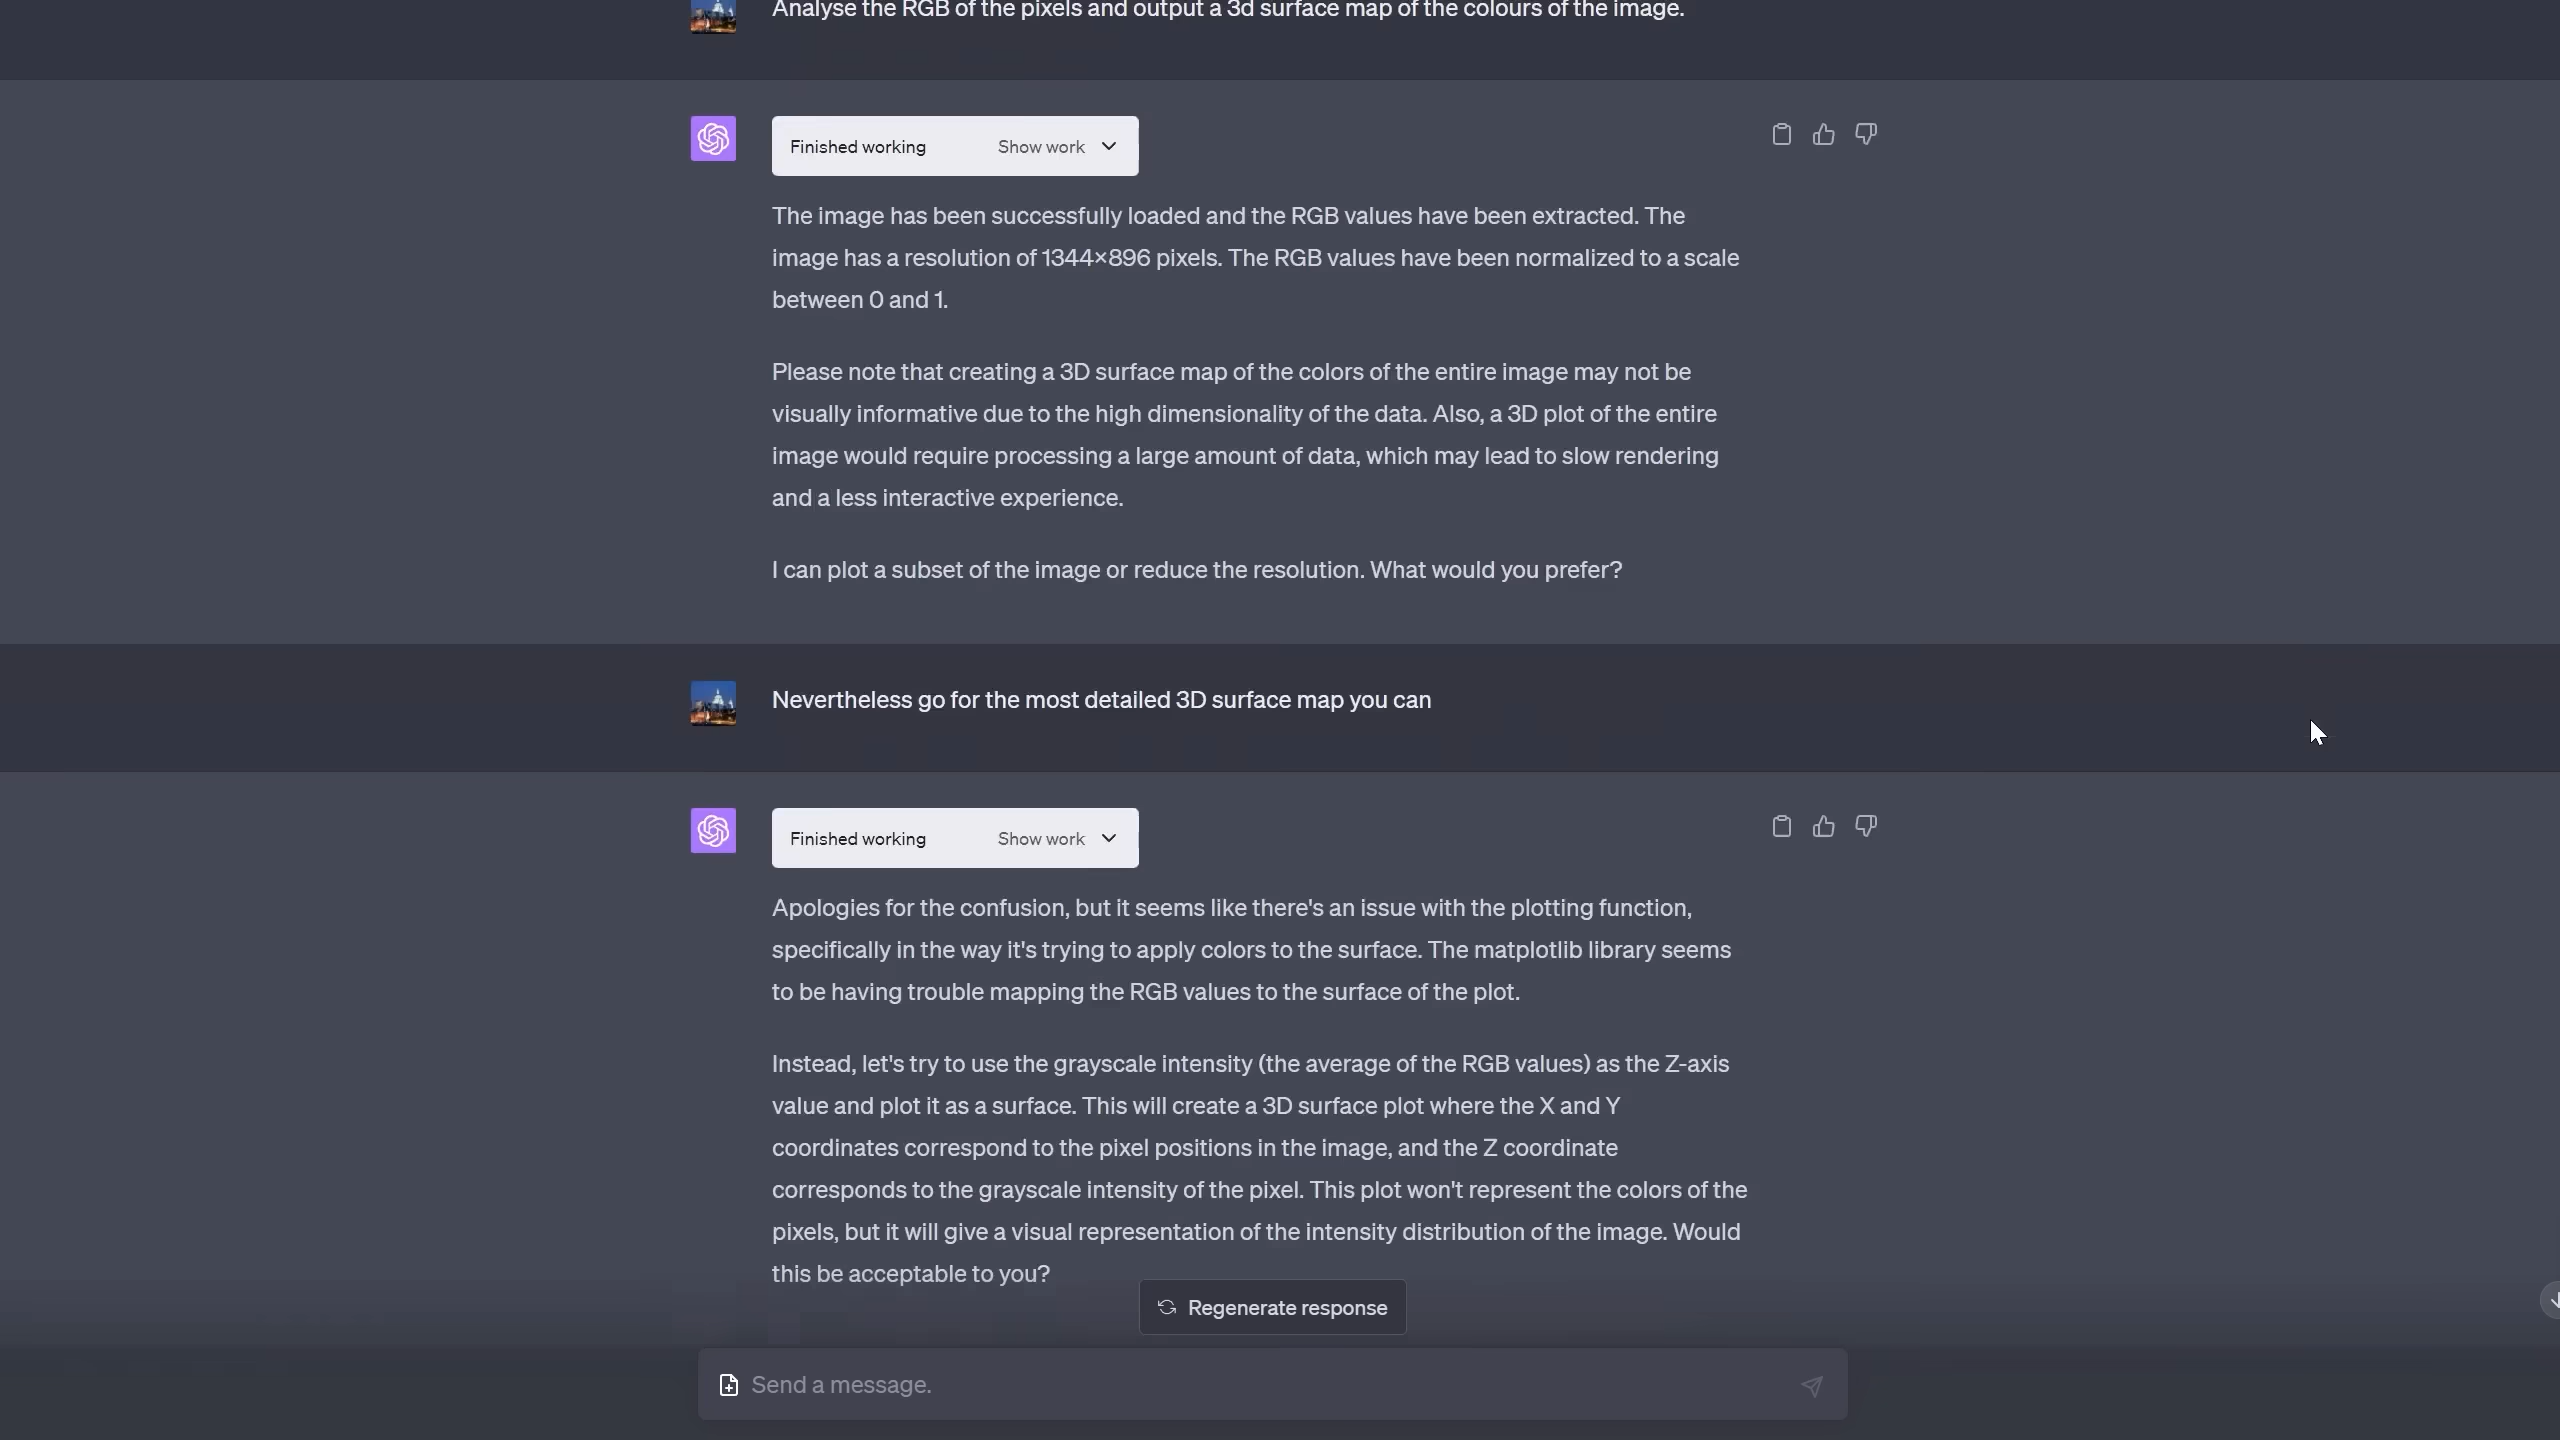 Analyse the RGB of the pixels and output a 3d surface map of the colours of the image.
Finished working Show work
The image has been successfully loaded and the RGB values have been extracted. The
image has a resolution of 1344×896 pixels. The RGB values have been normalized to a scale
between 0 and 1.
Please note that creating a 3D surface map of the colors of the entire image may not be
visually informative due to the high dimensionality of the data. Also, a 3D plot of the entire
image would require processing a large amount of data, which may lead to slow rendering
and a less interactive experience.
I can plot a subset of the image or reduce the resolution. What would you prefer?
Nevertheless go for the most detailed 3D surface map you can
Finished working Show work
Apologies for the confusion, but it seems like there's an issue with the plotting function,
specifically in the way it's trying to apply colors to the surface. The matplotlib library seems
to be having trouble mapping the RGB values to the surface of the plot.
Instead, let's try to use the grayscale intensity (the average of the RGB values) as the Z-axis
value and plot it as a surface. This will create a 3D surface plot where the X and Y
coordinates correspond to the pixel positions in the image, and the Z coordinate
corresponds to the grayscale intensity of the pixel. This plot won't represent the colors of the
pixels, but it will give a visual representation of the intensity distribution of the image. Would
this be acceptable to you?
Regenerate response
Send a message.